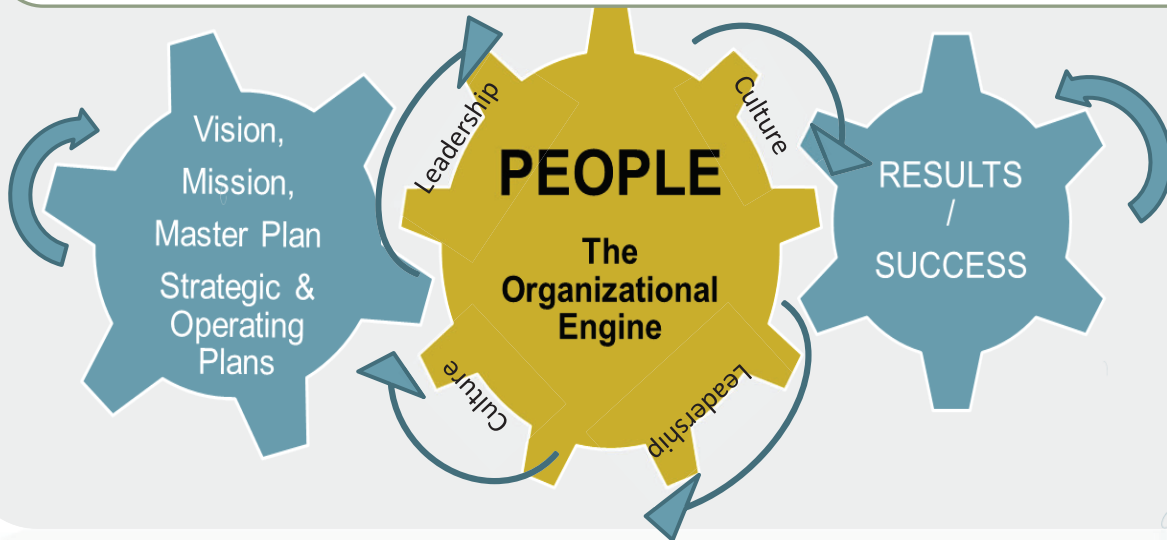 Vision,
Mission,
Master Plan
Strategic &
Operating
Plans
Leadership
Culture
PEOPLE
The
Organizational
Engine
Culture
Leadership
RESULTS
/
SUCCESS